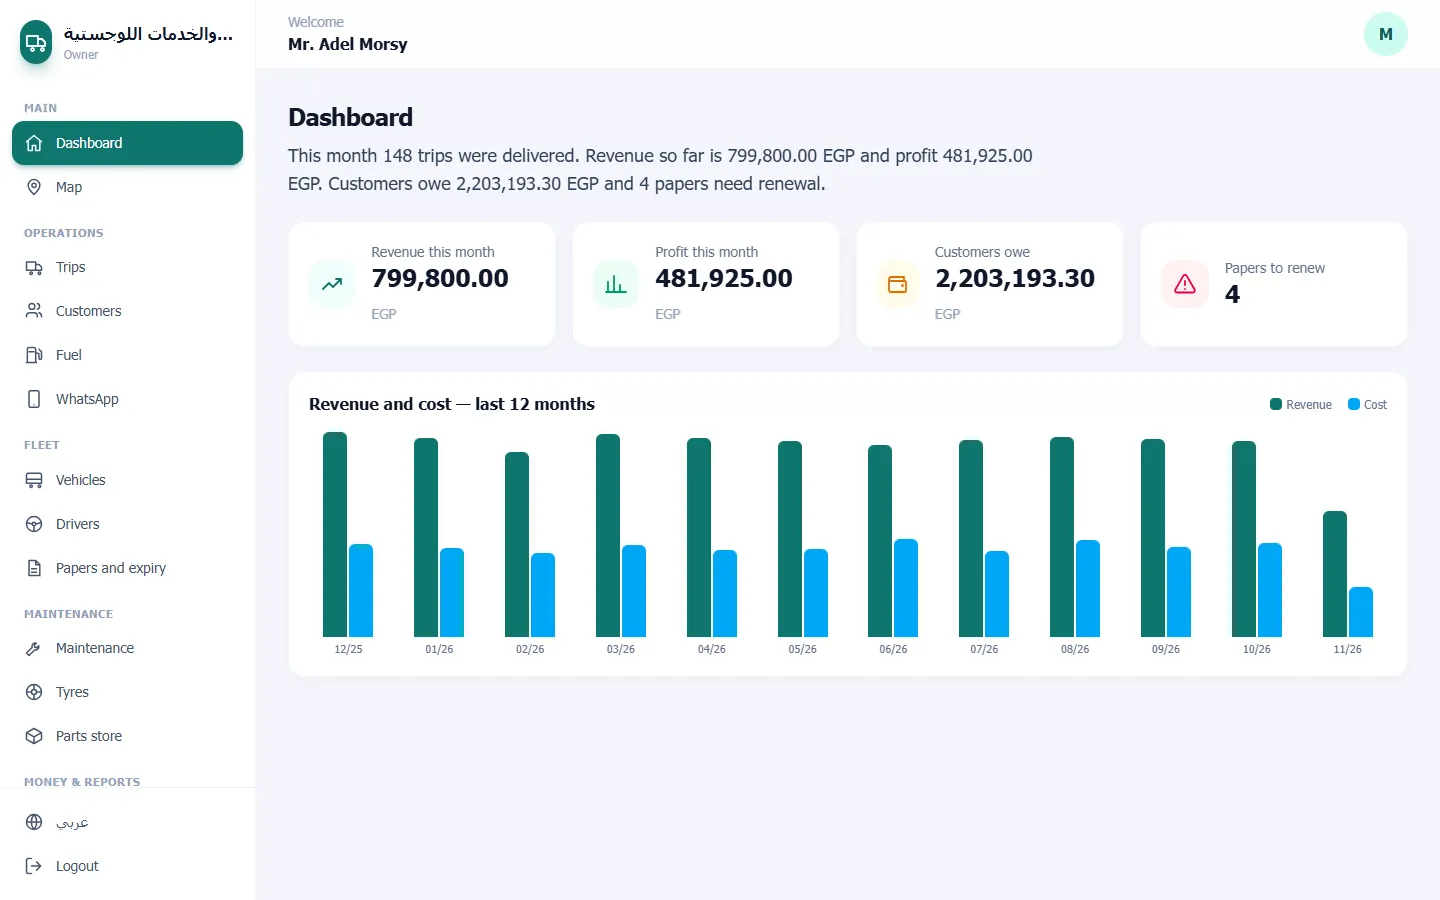 والخدمات اللوجستية...
Owner
MAIN
Dashboard
Map
OPERATIONS
Trips
Customers
Fuel
WhatsApp
FLEET
Vehicles
Drivers
Papers and expiry
MAINTENANCE
Maintenance
Tyres
Parts store
MONEY & REPORTS
عربي
Logout
Welcome
Mr. Adel Morsy
M
Dashboard
This month 148 trips were delivered. Revenue so far is 799,800.00 EGP and profit 481,925.00
EGP. Customers owe 2,203,193.30 EGP and 4 papers need renewal.
Revenue this month
799,800.00
EGP
Profit this month
481,925.00
EGP
Customers owe
2,203,193.30
EGP
Papers to renew
4
Revenue and cost — last 12 months
Revenue Cost
12/25 01/26 02/26 03/26 04/26 05/26 06/26 07/26 08/26 09/26 10/26 11/26